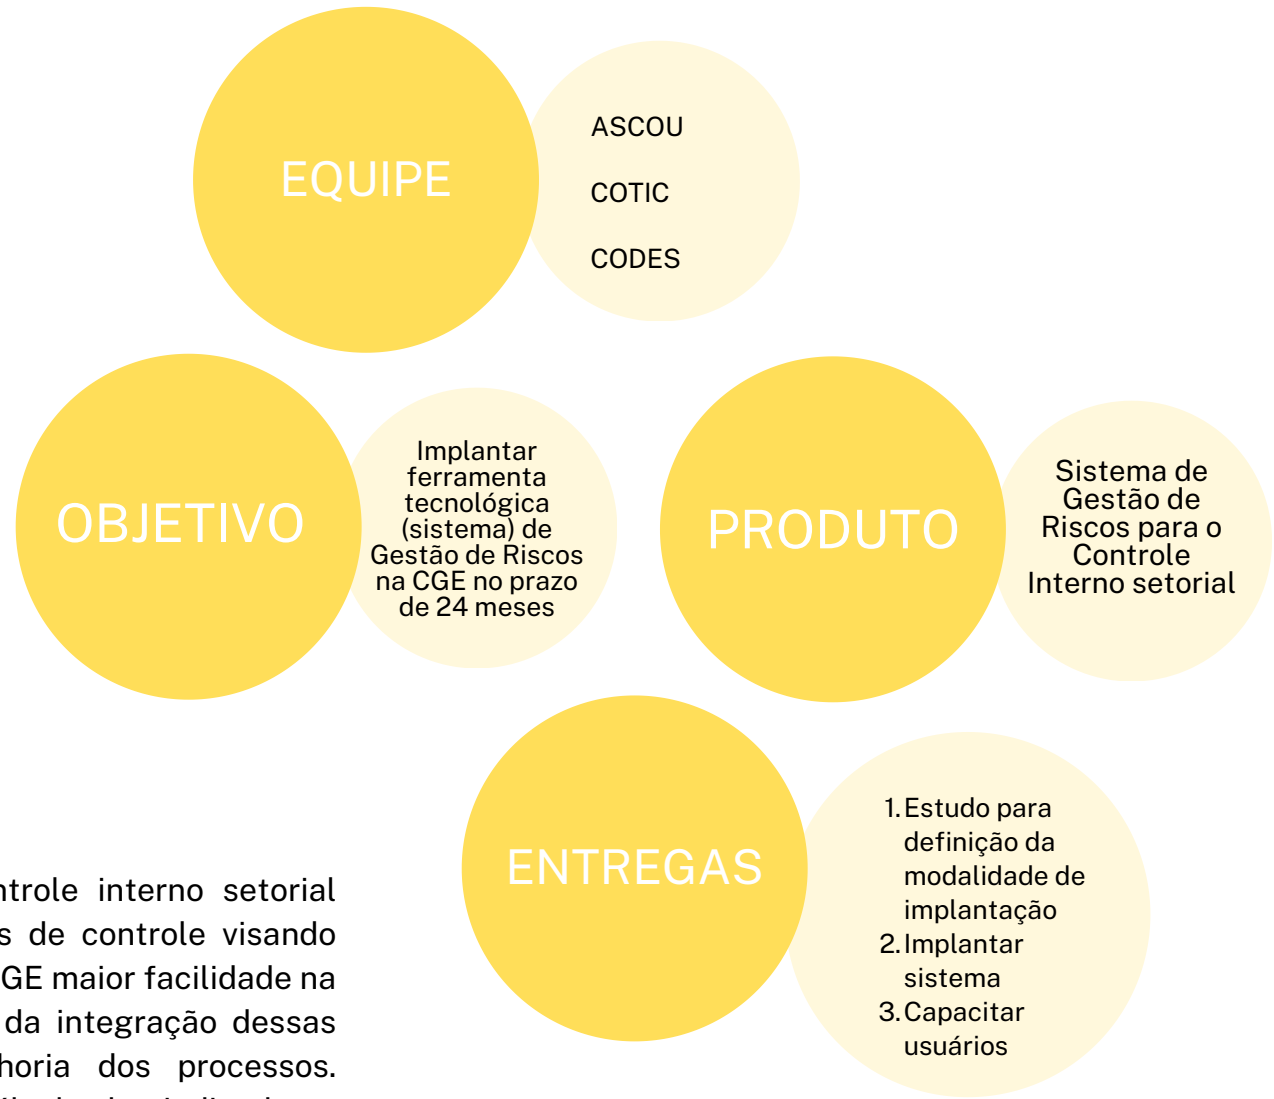 EQUIPE
ASCOU
COTIC
CODES
OBJETIVO
Implantar
ferramenta
tecnológica
(sistema) de
Gestão de Riscos
na CGE no prazo
de 24 meses
PRODUTO
Sistema de
Gestão de
Riscos para o
Controle
Interno setorial
ENTREGAS
1. Estudo para
definição da
modalidade de
implantação
2. Implantar
sistema
3. Capacitar
usuários
interno setorial
de controle visando
maior facilidade na
da integração dessas
dos processos.